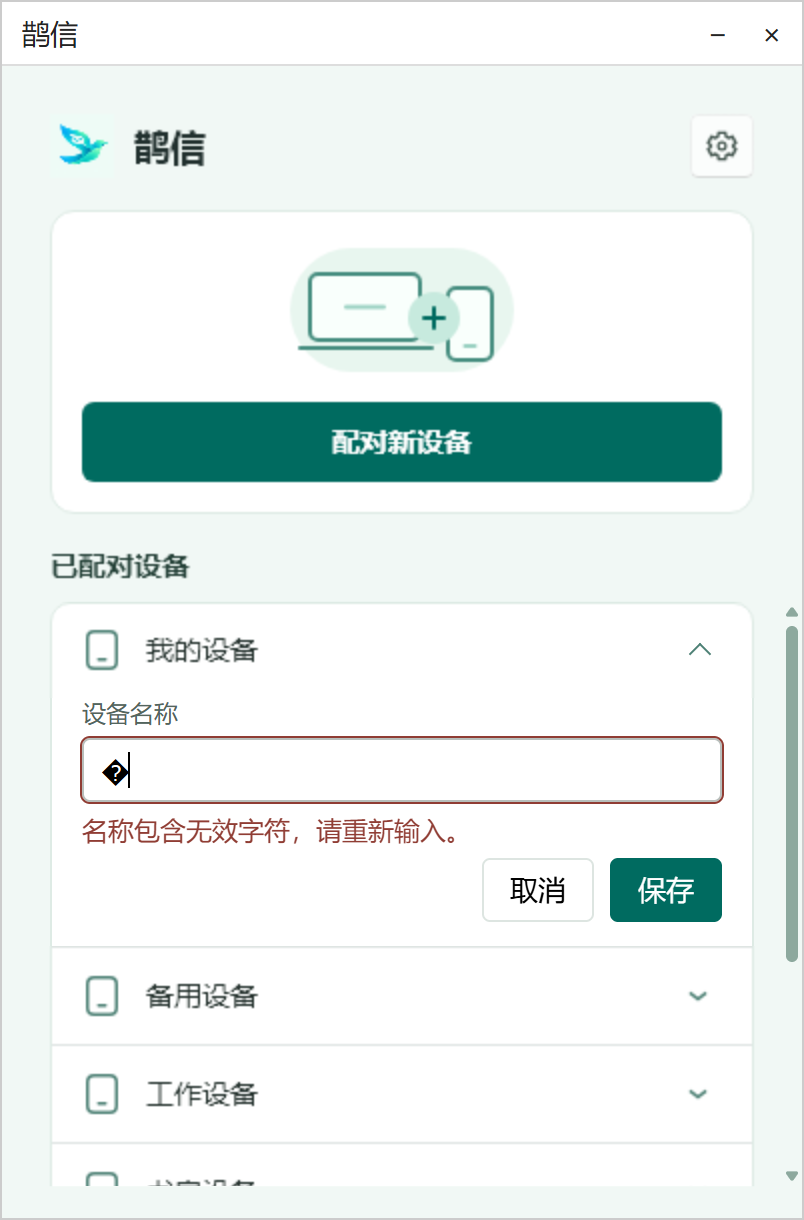 鹊信
鹊信
配对新设备
已配对设备
我的设备
设备名称
�
名称包含无效字符，请重新输入。
取消 保存
备用设备
工作设备